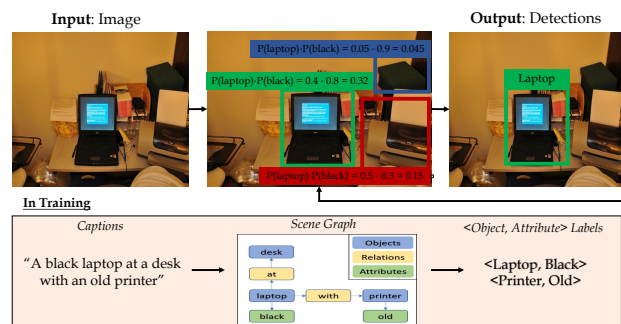 Input: Image
Output: Detections
P(laptop)·P(black) = 0.05 · 0.9 = 0.045
P(laptop)·P(black) = 0.4 · 0.8 = 0.32
Laptop
P(laptop)·P(black) = 0.5 · 0.3 = 0.15
In Training
Captions
Scene Graph
<Object, Attribute> Labels
“A black laptop at a desk
with an old printer”
desk
at
laptop
with
printer
black
old
Objects
Relations
Attributes
<Laptop, Black>
<Printer, Old>